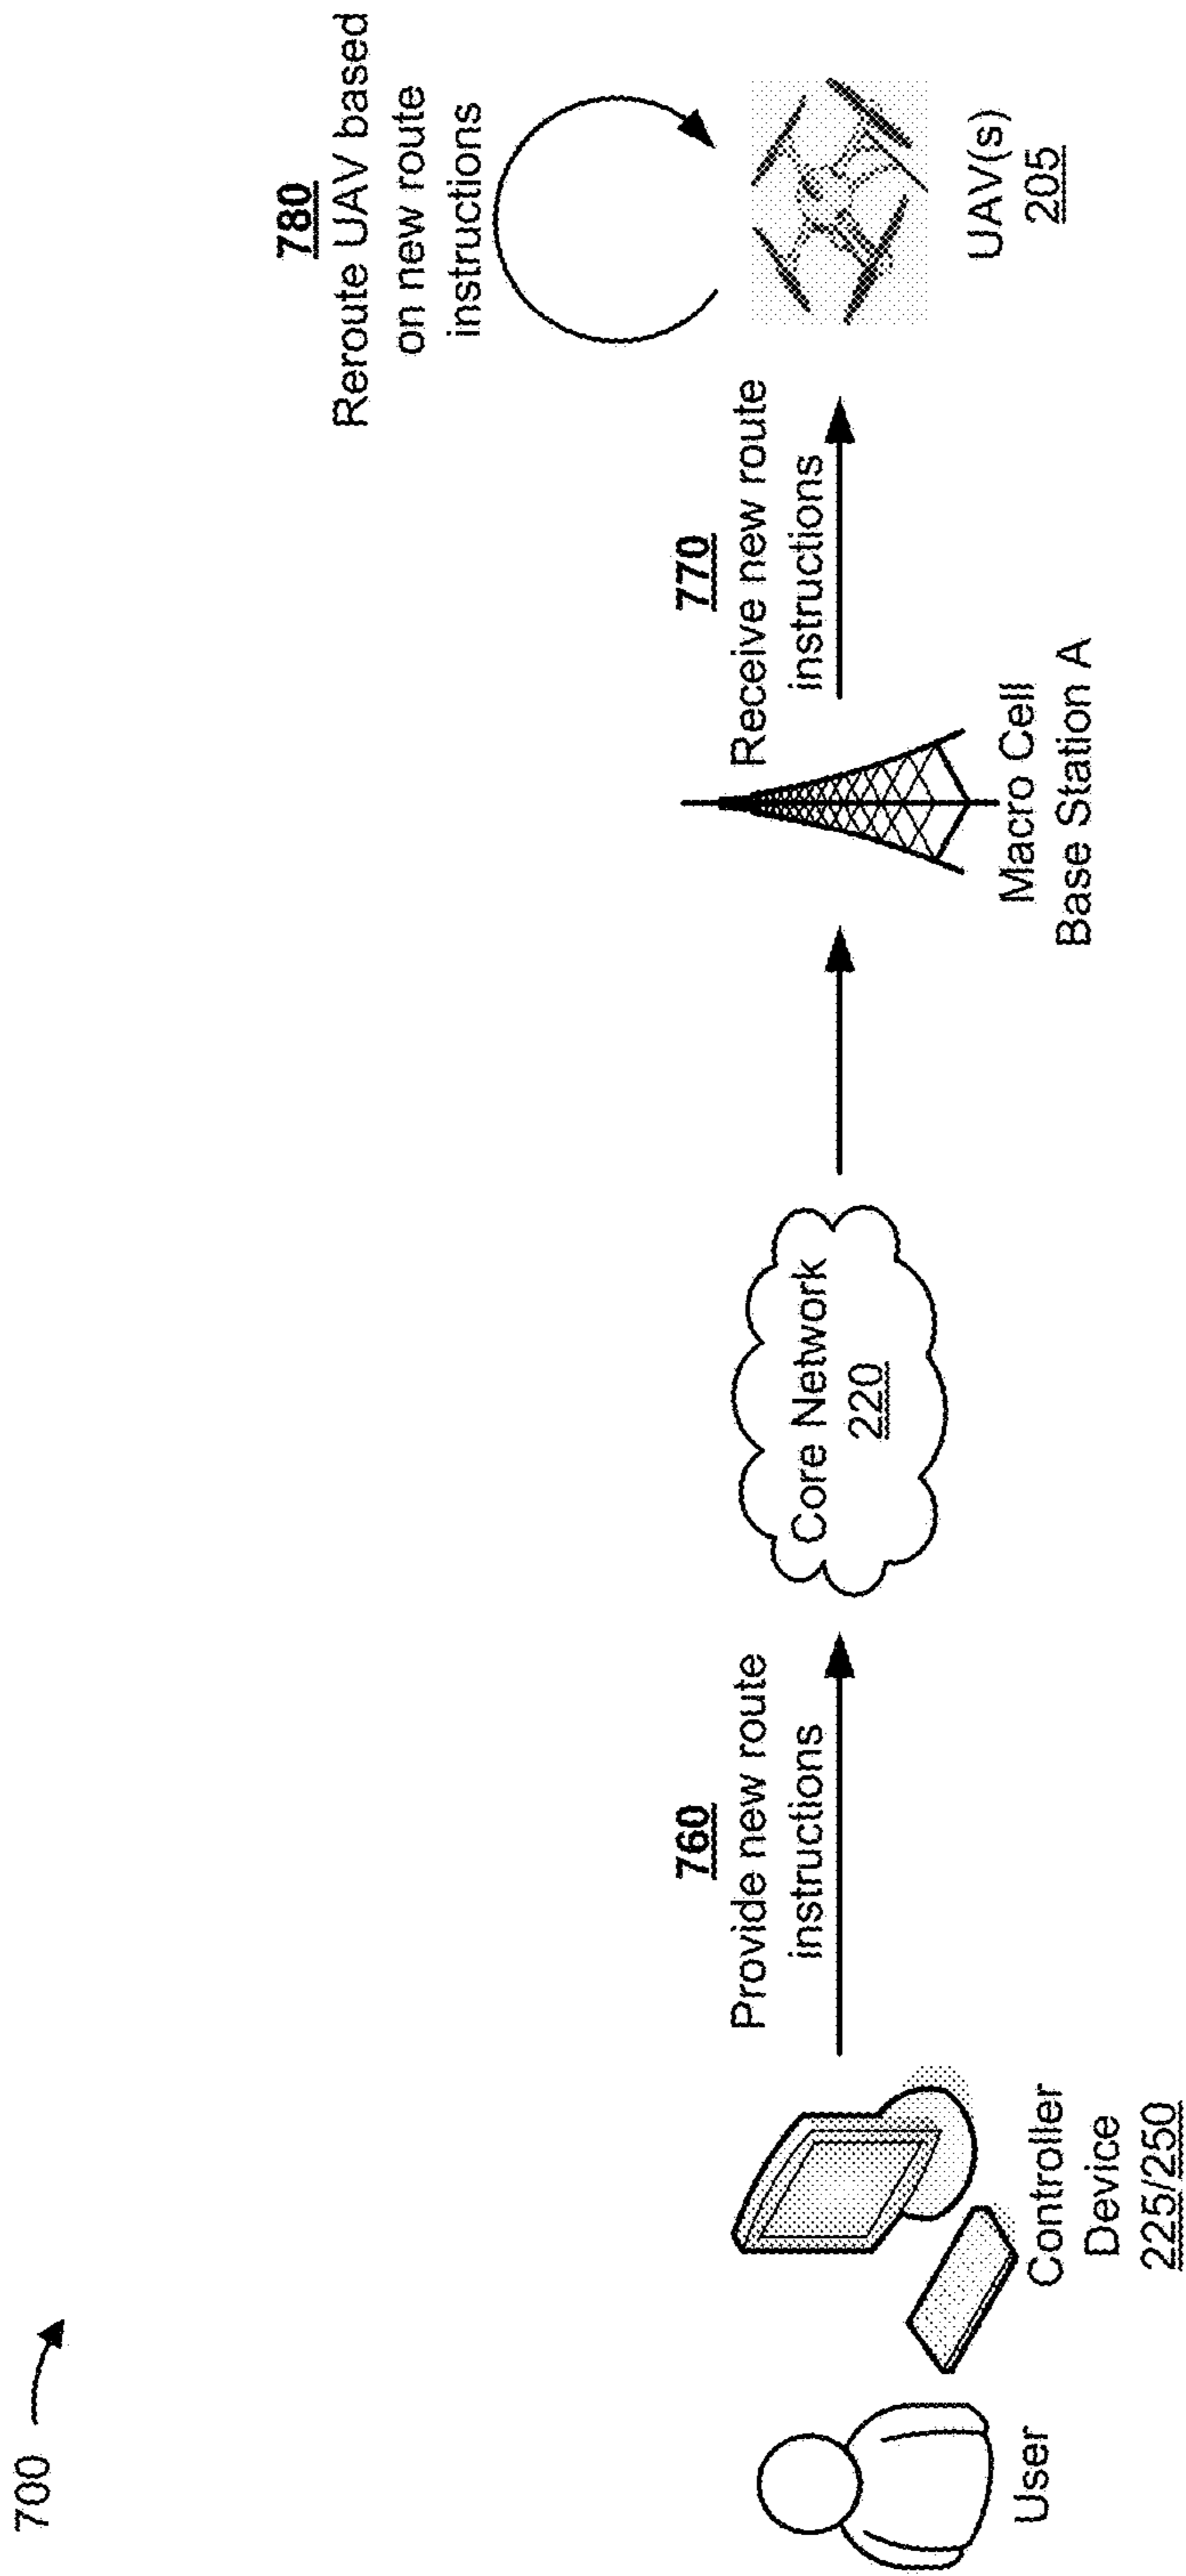 700
User
Controller
Device
225/250
760
Provide new route
instructions
Core Network
220
Macro Cell
Base Station A
770
Receive new route
instructions
780
Reroute UAV based
on new route
instructions
UAV(s)
205